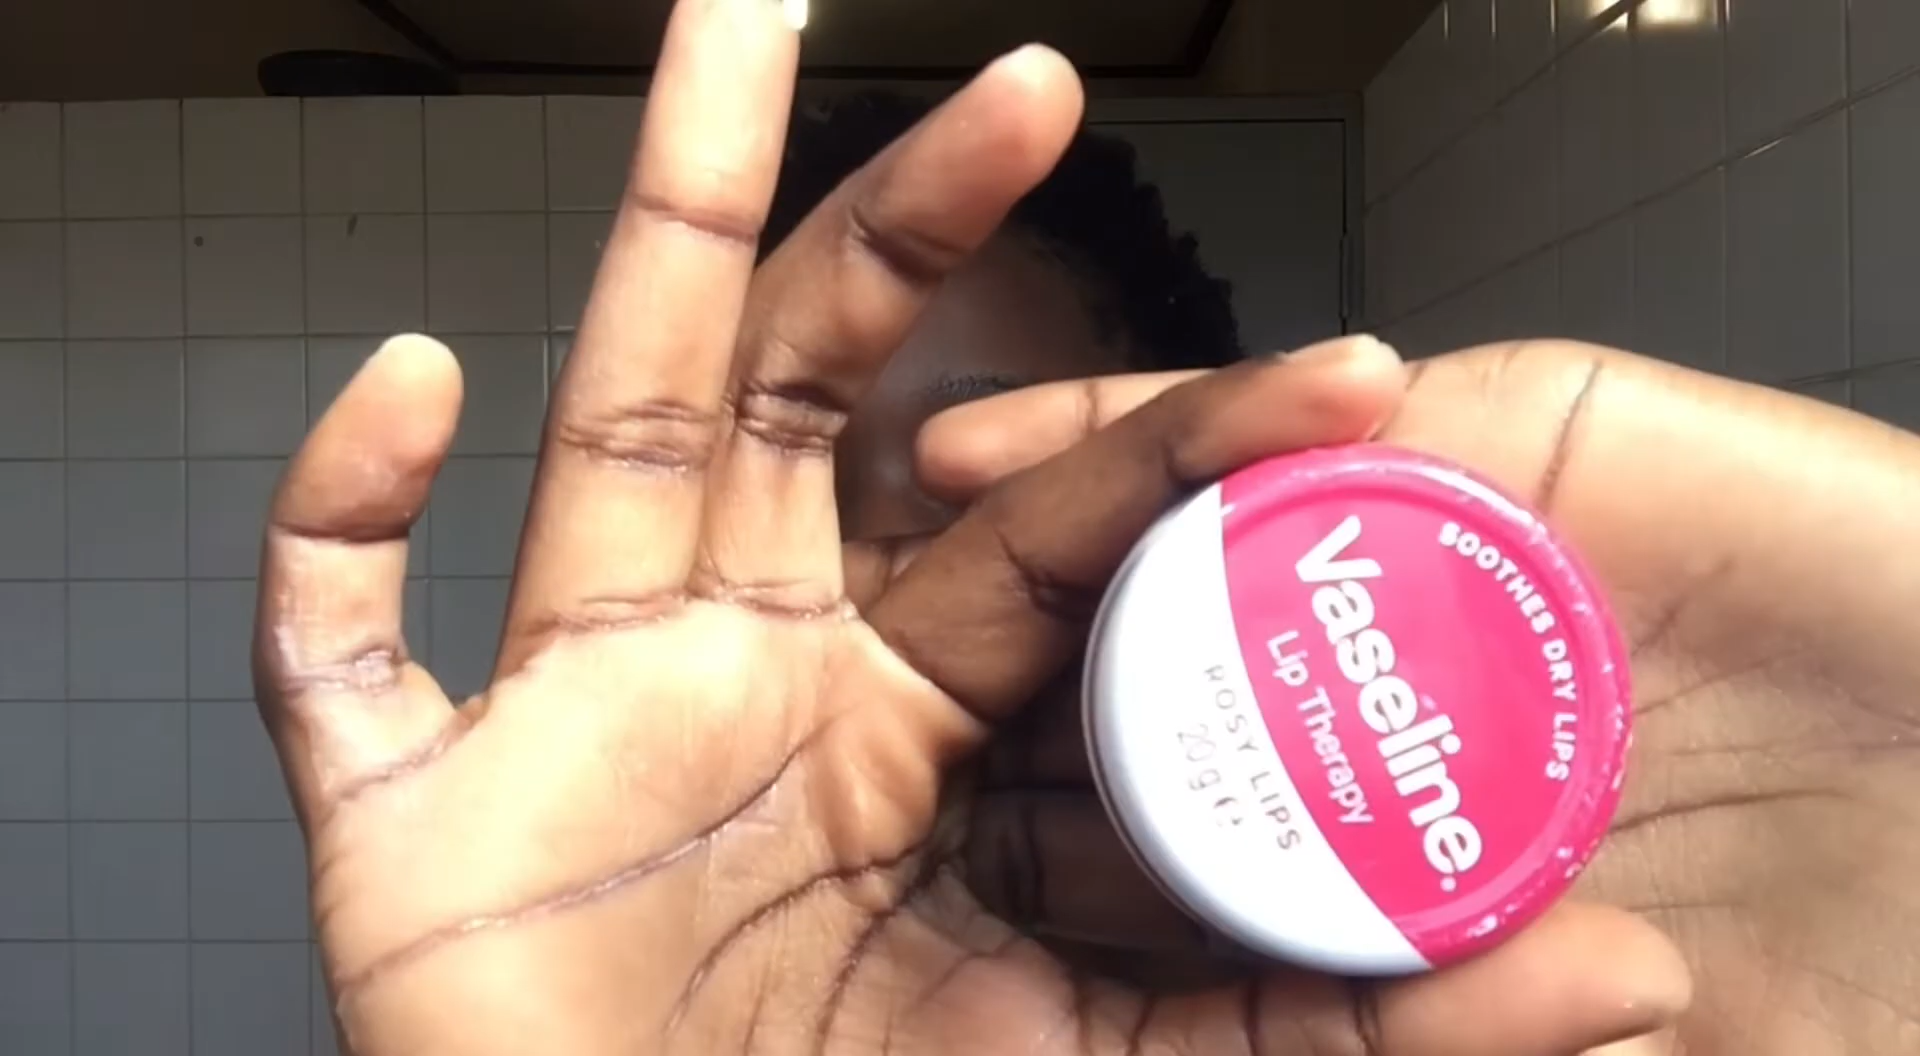 SOOTHES DRY LIPS
Vaseline.
Lip Therapy
ROSY LIPS
20g ℮